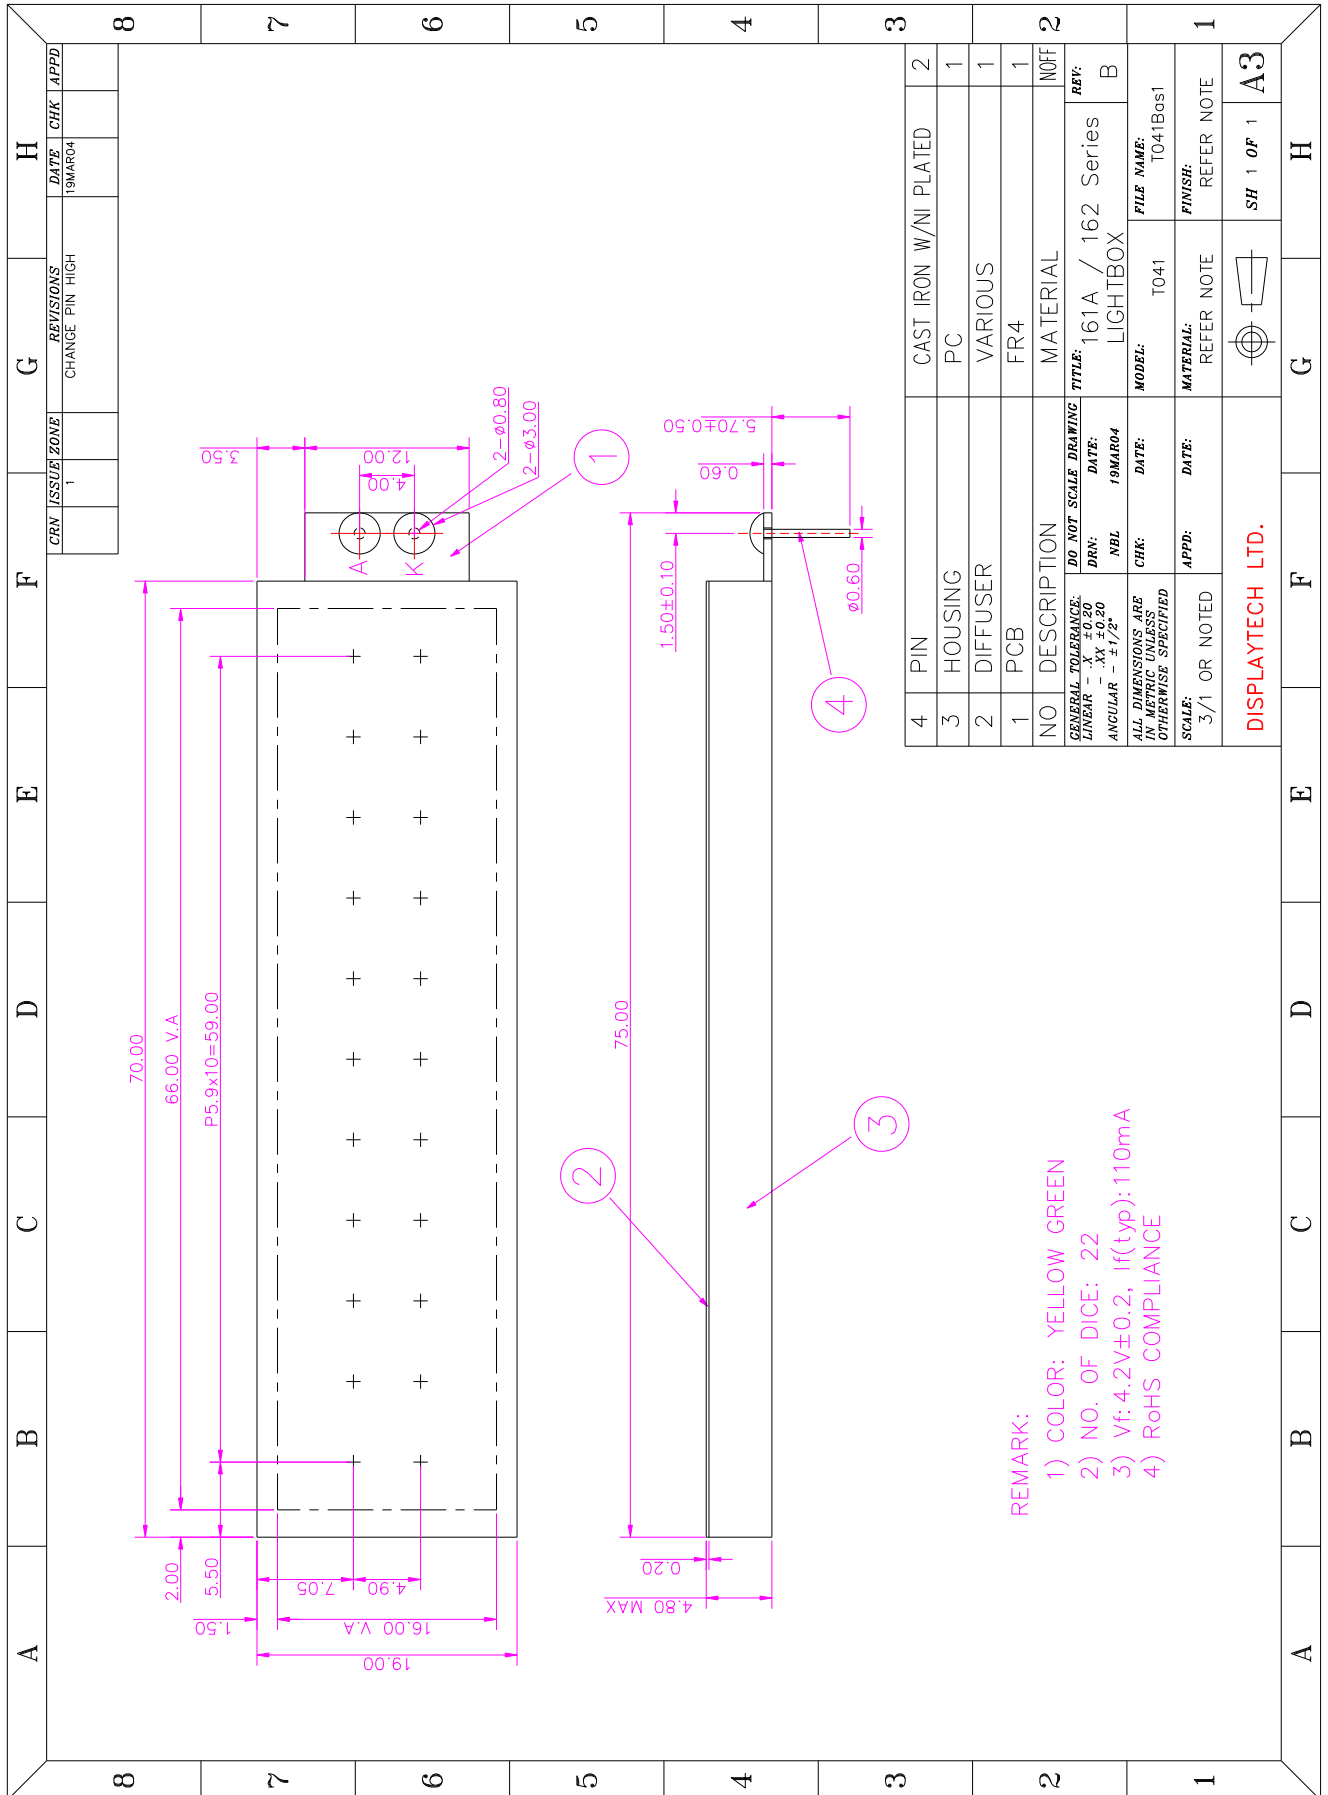 A B C D E F G H
8
7
6
5
4
3
2
1
CRN ISSUE ZONE REVISIONS DATE CHK APPD
1 CHANGE PIN HIGH 19MAR04
70.00
66.00 V.A
P5.9x10=59.00
2.00
5.50
1.50
7.05
4.90
16.00 V.A
19.00
3.50
12.00
4.00
A
K
2-ø0.80
2-ø3.00
1
75.00
1.50±0.10
0.60
5.70±0.50
ø0.60
0.20
4.80 MAX
2
3
4
REMARK:
1) COLOR: YELLOW GREEN
2) NO. OF DICE: 22
3) Vf: 4.2V±0.2, If(typ):110mA
4) RoHS COMPLIANCE
4 PIN CAST IRON W/NI PLATED 2
3 HOUSING PC 1
2 DIFFUSER VARIOUS 1
1 PCB FR4 1
NO DESCRIPTION MATERIAL NOFF
GENERAL TOLERANCE:
LINEAR - .X ±0.20
- .XX ±0.20
ANGULAR - ±1/2°
DO NOT SCALE DRAWING
DRN: DATE:
NBL 19MAR04
TITLE:
161A / 162 Series
LIGHTBOX
REV:
B
ALL DIMENSIONS ARE
IN METRIC UNLESS
OTHERWISE SPECIFIED
CHK: DATE:
MODEL:
T041
FILE NAME:
T041Bas1
SCALE:
3/1 OR NOTED
APPD: DATE:
MATERIAL:
REFER NOTE
FINISH:
REFER NOTE
DISPLAYTECH LTD.
SH 1 OF 1
A3
8
7
6
5
4
3
2
1
A B C D E F G H